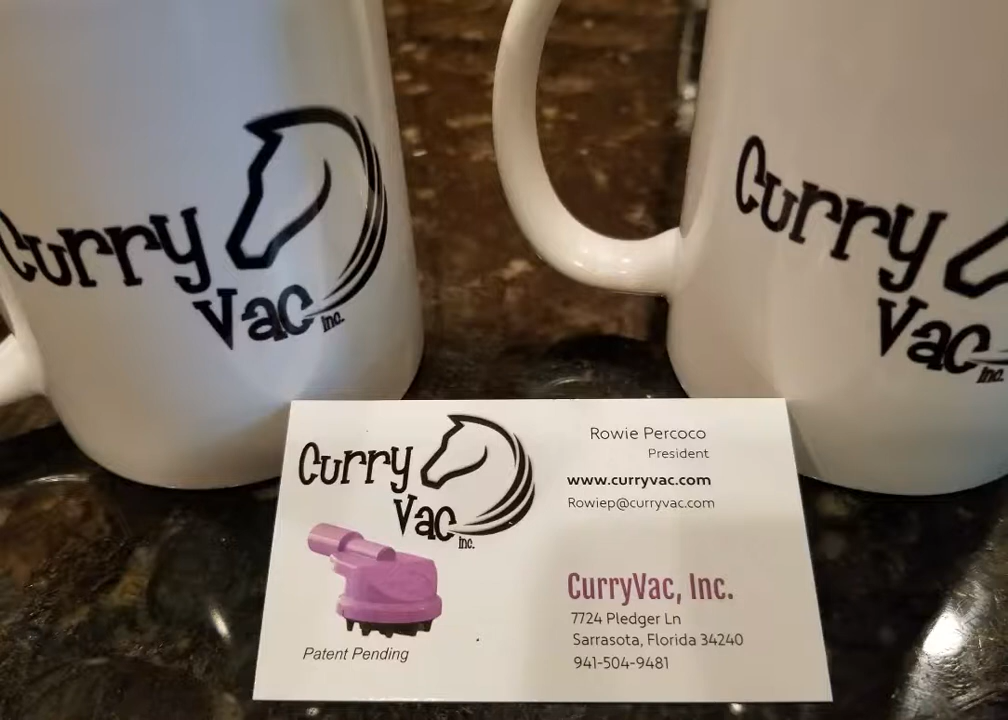 Curry
Vac
Inc.
Curry
Vac
Inc.
Curry
Vac
Inc.
Patent Pending
Rowie Percoco
President
www.curryvac.com
Rowiep@curryvac.com
CurryVac, Inc.
7724 Pledger Ln
Sarrasota, Florida 34240
941-504-9481